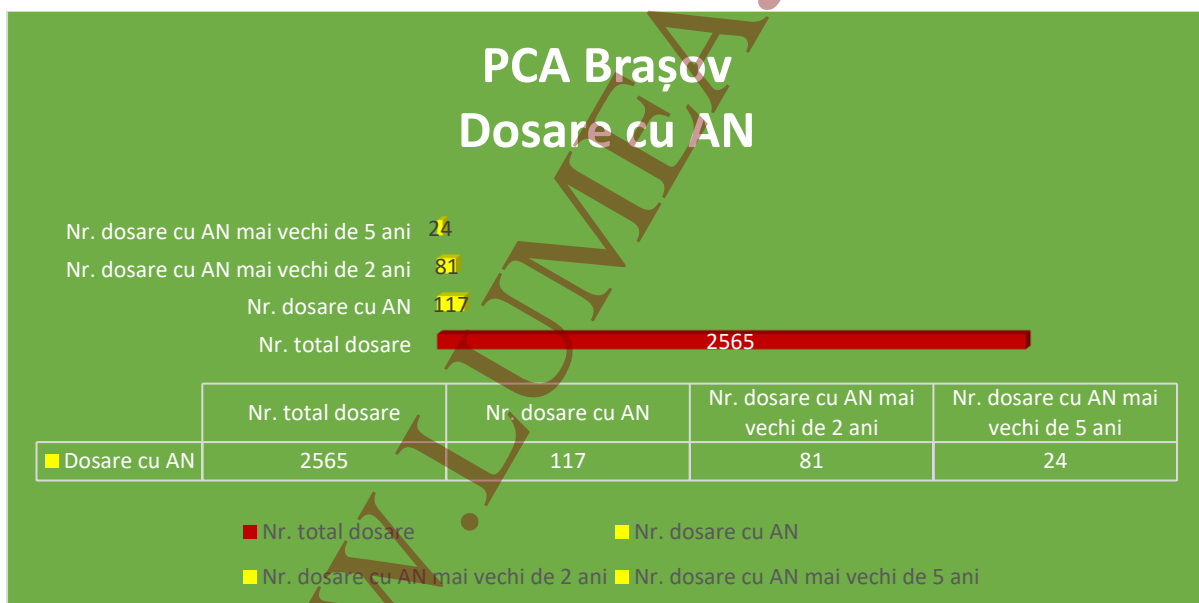 PCA Brașov
Dosare cu AN
Nr. dosare cu AN mai vechi de 5 ani 24
Nr. dosare cu AN mai vechi de 2 ani 81
Nr. dosare cu AN 117
Nr. total dosare 2565
Nr. total dosare Nr. dosare cu AN Nr. dosare cu AN mai vechi de 2 ani Nr. dosare cu AN mai vechi de 5 ani
Dosare cu AN 2565 117 81 24
Nr. total dosare Nr. dosare cu AN
Nr. dosare cu AN mai vechi de 2 ani Nr. dosare cu AN mai vechi de 5 ani
W.LUMEA.